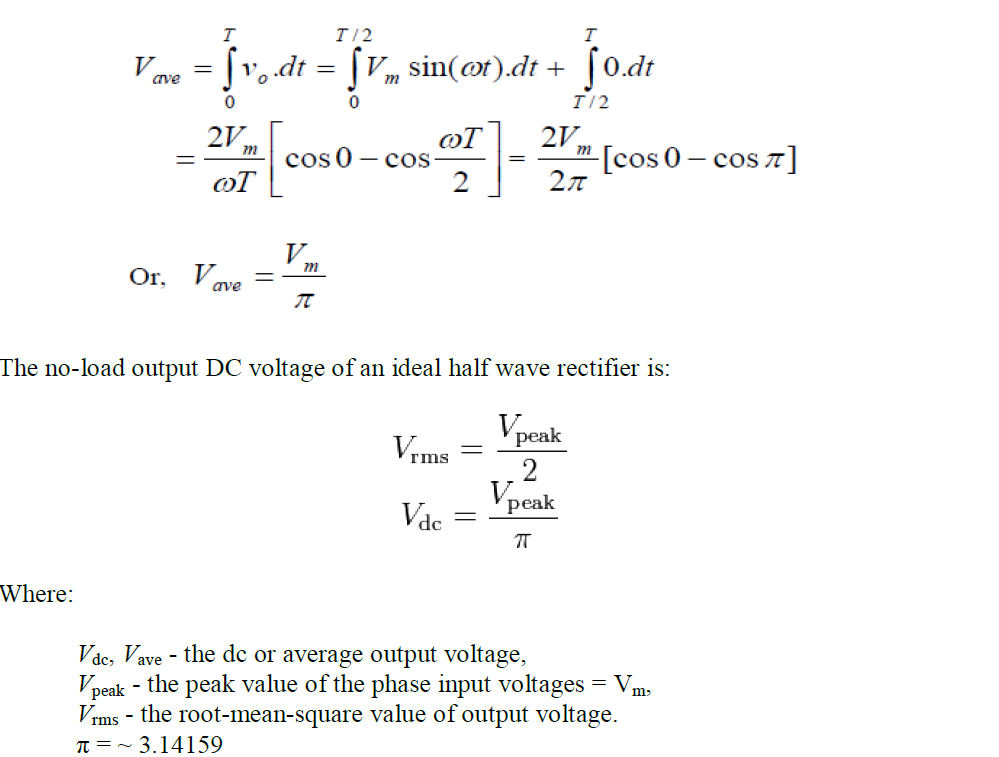 V_ave = ∫_0^T v_o .dt = ∫_0^{T/2} V_m sin(ωt).dt + ∫_{T/2}^T 0.dt
= 2V_m/ωT [cos 0 − cos ωT/2] = 2V_m/2π [cos 0 − cos π]
Or, V_ave = V_m/π
The no-load output DC voltage of an ideal half wave rectifier is:
V_rms = V_peak/2
V_dc = V_peak/π
Where:
V_dc, V_ave - the dc or average output voltage,
V_peak - the peak value of the phase input voltages = V_m,
V_rms - the root-mean-square value of output voltage.
π = ~ 3.14159